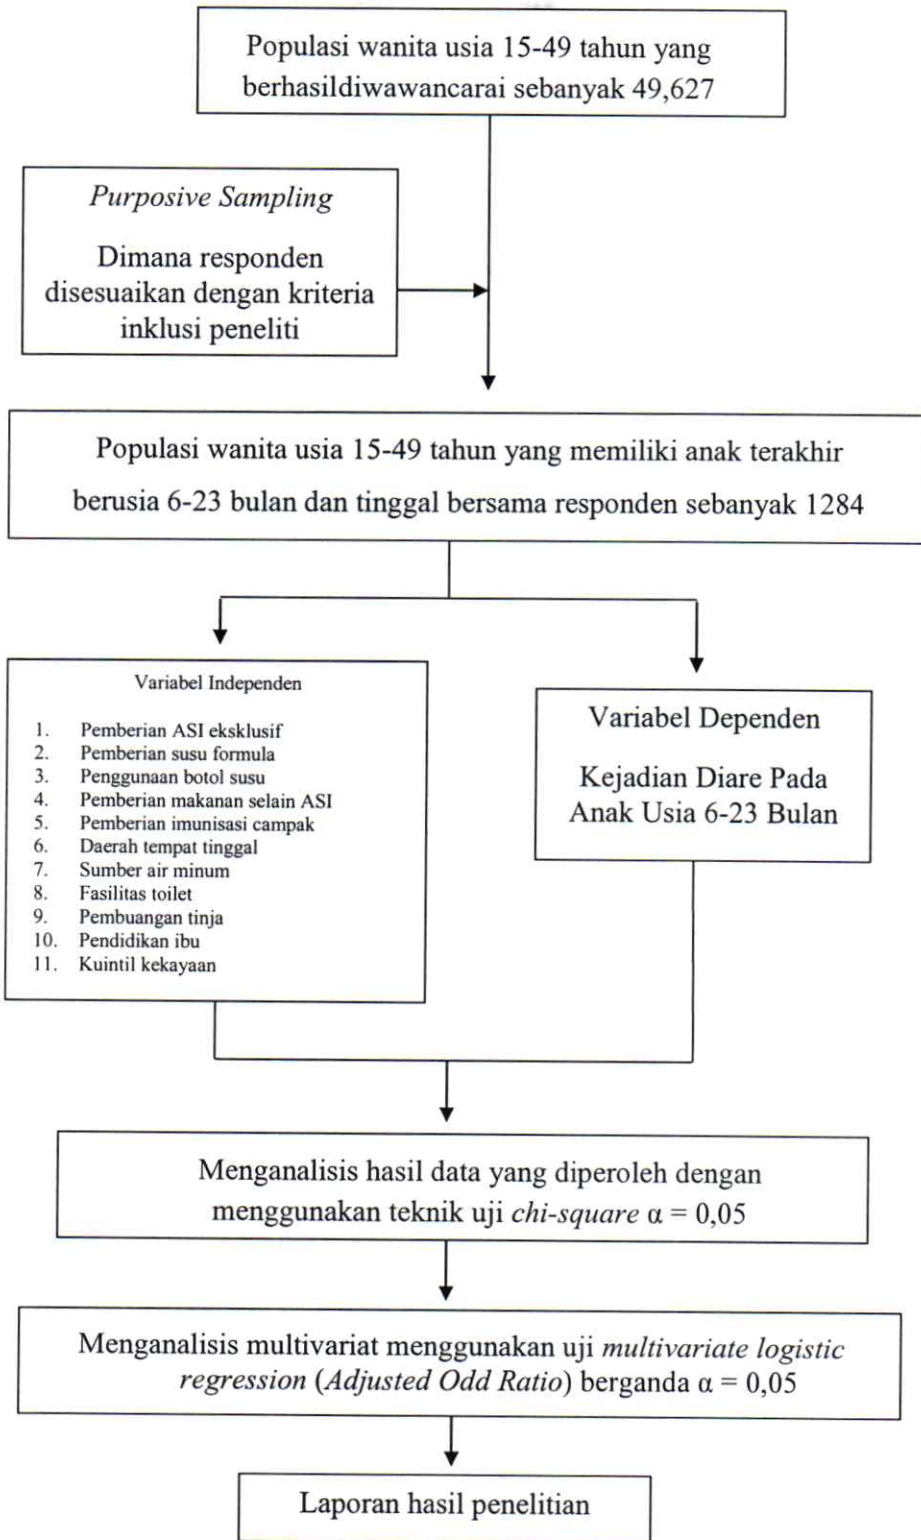 Populasi wanita usia 15-49 tahun yang
berhasildiwawancarai sebanyak 49,627
Purposive Sampling
Dimana responden
disesuaikan dengan kriteria
inklusi peneliti
Populasi wanita usia 15-49 tahun yang memiliki anak terakhir
berusia 6-23 bulan dan tinggal bersama responden sebanyak 1284
Variabel Independen
1. Pemberian ASI eksklusif
2. Pemberian susu formula
3. Penggunaan botol susu
4. Pemberian makanan selain ASI
5. Pemberian imunisasi campak
6. Daerah tempat tinggal
7. Sumber air minum
8. Fasilitas toilet
9. Pembuangan tinja
10. Pendidikan ibu
11. Kuintil kekayaan
Variabel Dependen
Kejadian Diare Pada
Anak Usia 6-23 Bulan
Menganalisis hasil data yang diperoleh dengan
menggunakan teknik uji chi-square α = 0,05
Menganalisis multivariat menggunakan uji multivariate logistic
regression (Adjusted Odd Ratio) berganda α = 0,05
Laporan hasil penelitian